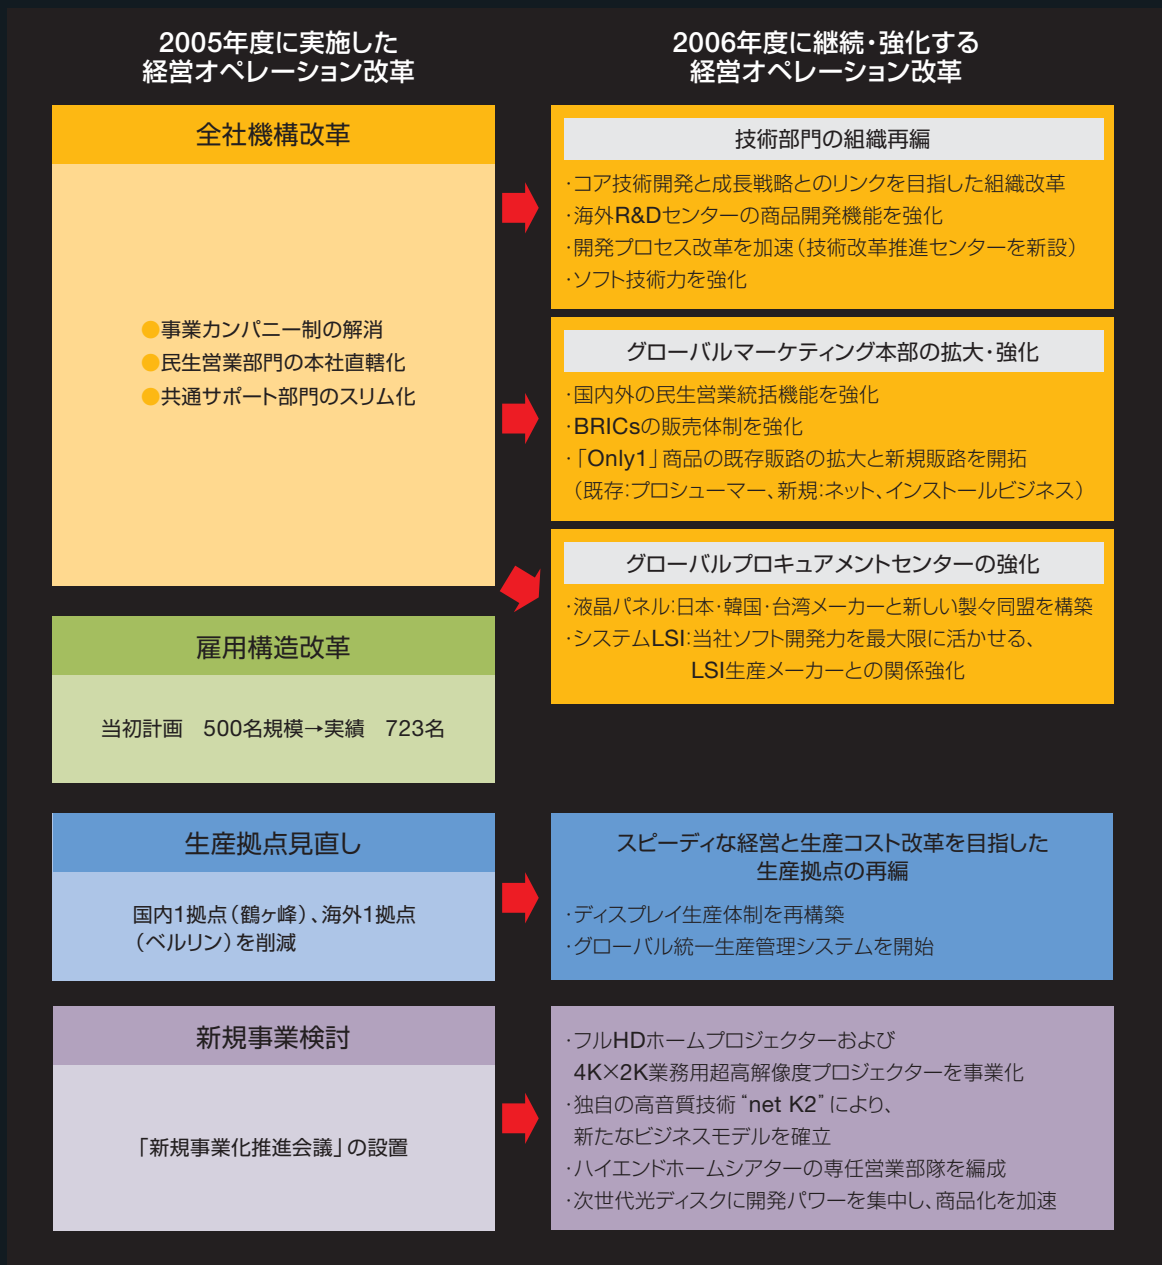 2005年度に実施した
経営オペレーション改革
2006年度に継続・強化する
経営オペレーション改革
全社機構改革
●事業カンパニー制の解消
●民生営業部門の本社直轄化
●共通サポート部門のスリム化
技術部門の組織再編
・コア技術開発と成長戦略とのリンクを目指した組織改革
・海外R&Dセンターの商品開発機能を強化
・開発プロセス改革を加速（技術改革推進センターを新設）
・ソフト技術力を強化
グローバルマーケティング本部の拡大・強化
・国内外の民生営業統括機能を強化
・BRICsの販売体制を強化
・「Only1」商品の既存販路の拡大と新規販路を開拓
（既存：プロシューマー、新規：ネット、インストールビジネス）
グローバルプロキュアメントセンターの強化
・液晶パネル：日本・韓国・台湾メーカーと新しい製々同盟を構築
・システムLSI：当社ソフト開発力を最大限に活かせる、
LSI生産メーカーとの関係強化
雇用構造改革
当初計画　500名規模→実績　723名
生産拠点見直し
国内1拠点（鶴ヶ峰）、海外1拠点
（ベルリン）を削減
スピーディな経営と生産コスト改革を目指した
生産拠点の再編
・ディスプレイ生産体制を再構築
・グローバル統一生産管理システムを開始
新規事業検討
「新規事業化推進会議」の設置
・フルHDホームプロジェクターおよび
4K×2K業務用超高解像度プロジェクターを事業化
・独自の高音質技術“net K2”により、
新たなビジネスモデルを確立
・ハイエンドホームシアターの専任営業部隊を編成
・次世代光ディスクに開発パワーを集中し、商品化を加速